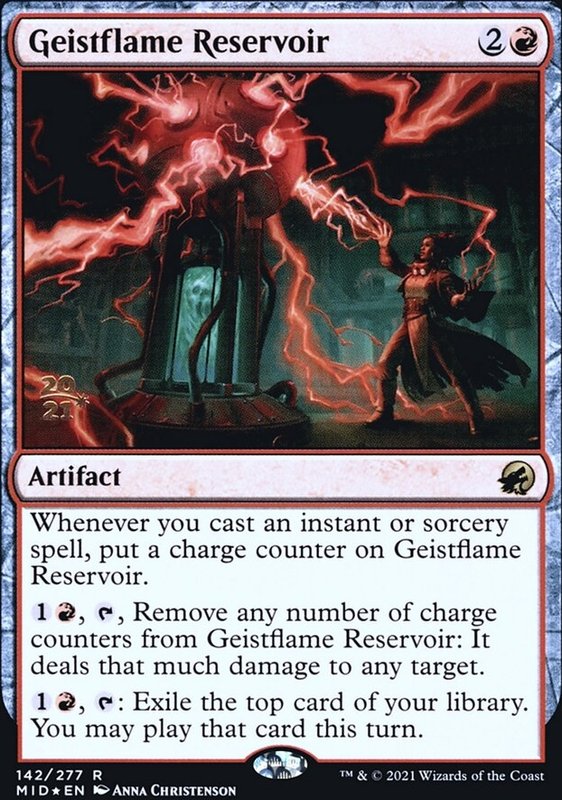 Geistflame Reservoir 2
20
21
Artifact
Whenever you cast an instant or sorcery
spell, put a charge counter on Geistflame
Reservoir.
1 , , Remove any number of charge
counters from Geistflame Reservoir: It
deals that much damage to any target.
1 , : Exile the top card of your library.
You may play that card this turn.
142/277 R
MID★EN Anna Christenson
™ & © 2021 Wizards of the Coast